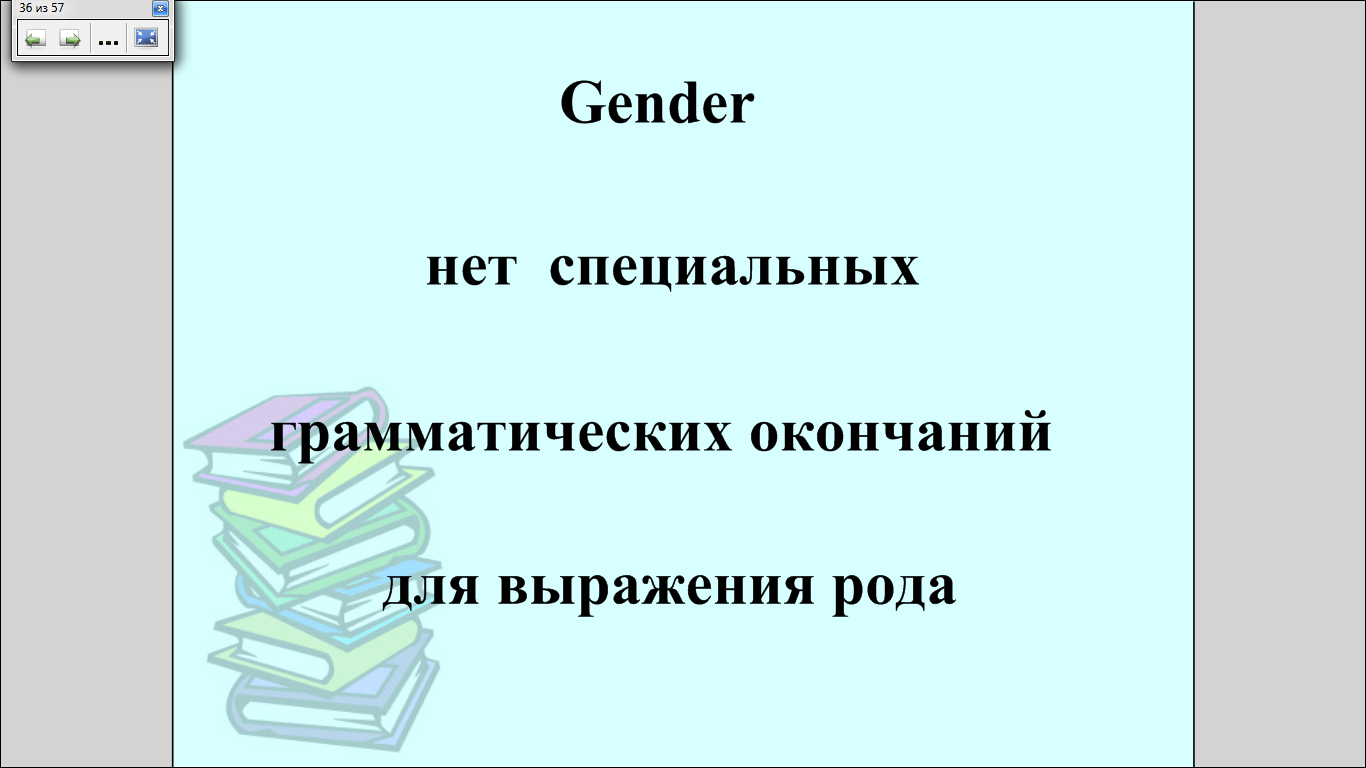 36 из 57
Gender
нет специальных
грамматических окончаний
для выражения рода